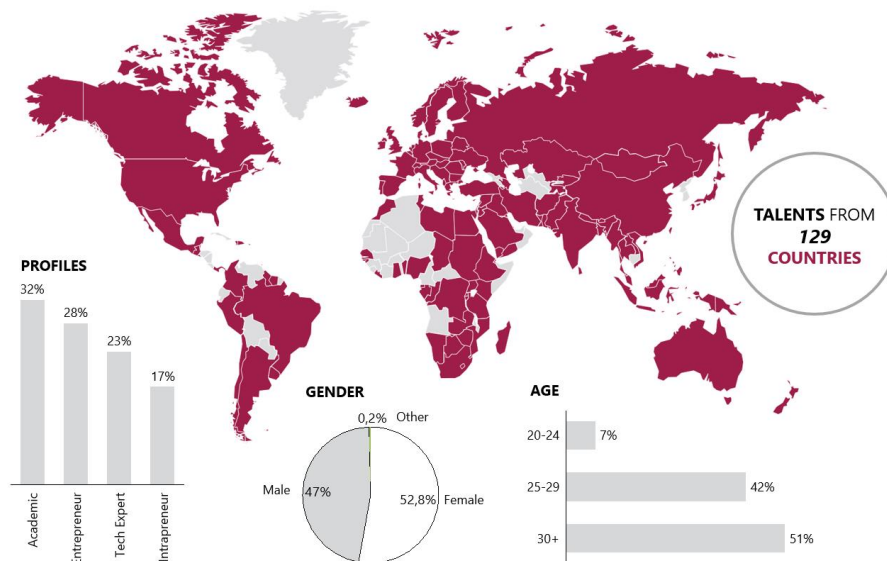 TALENTS FROM
129
COUNTRIES
PROFILES
32%
28%
23%
17%
Academic
Entrepreneur
Tech Expert
Intrapreneur
GENDER
0,2% Other
Male 47%
52,8% Female
AGE
20-24 7%
25-29 42%
30+ 51%